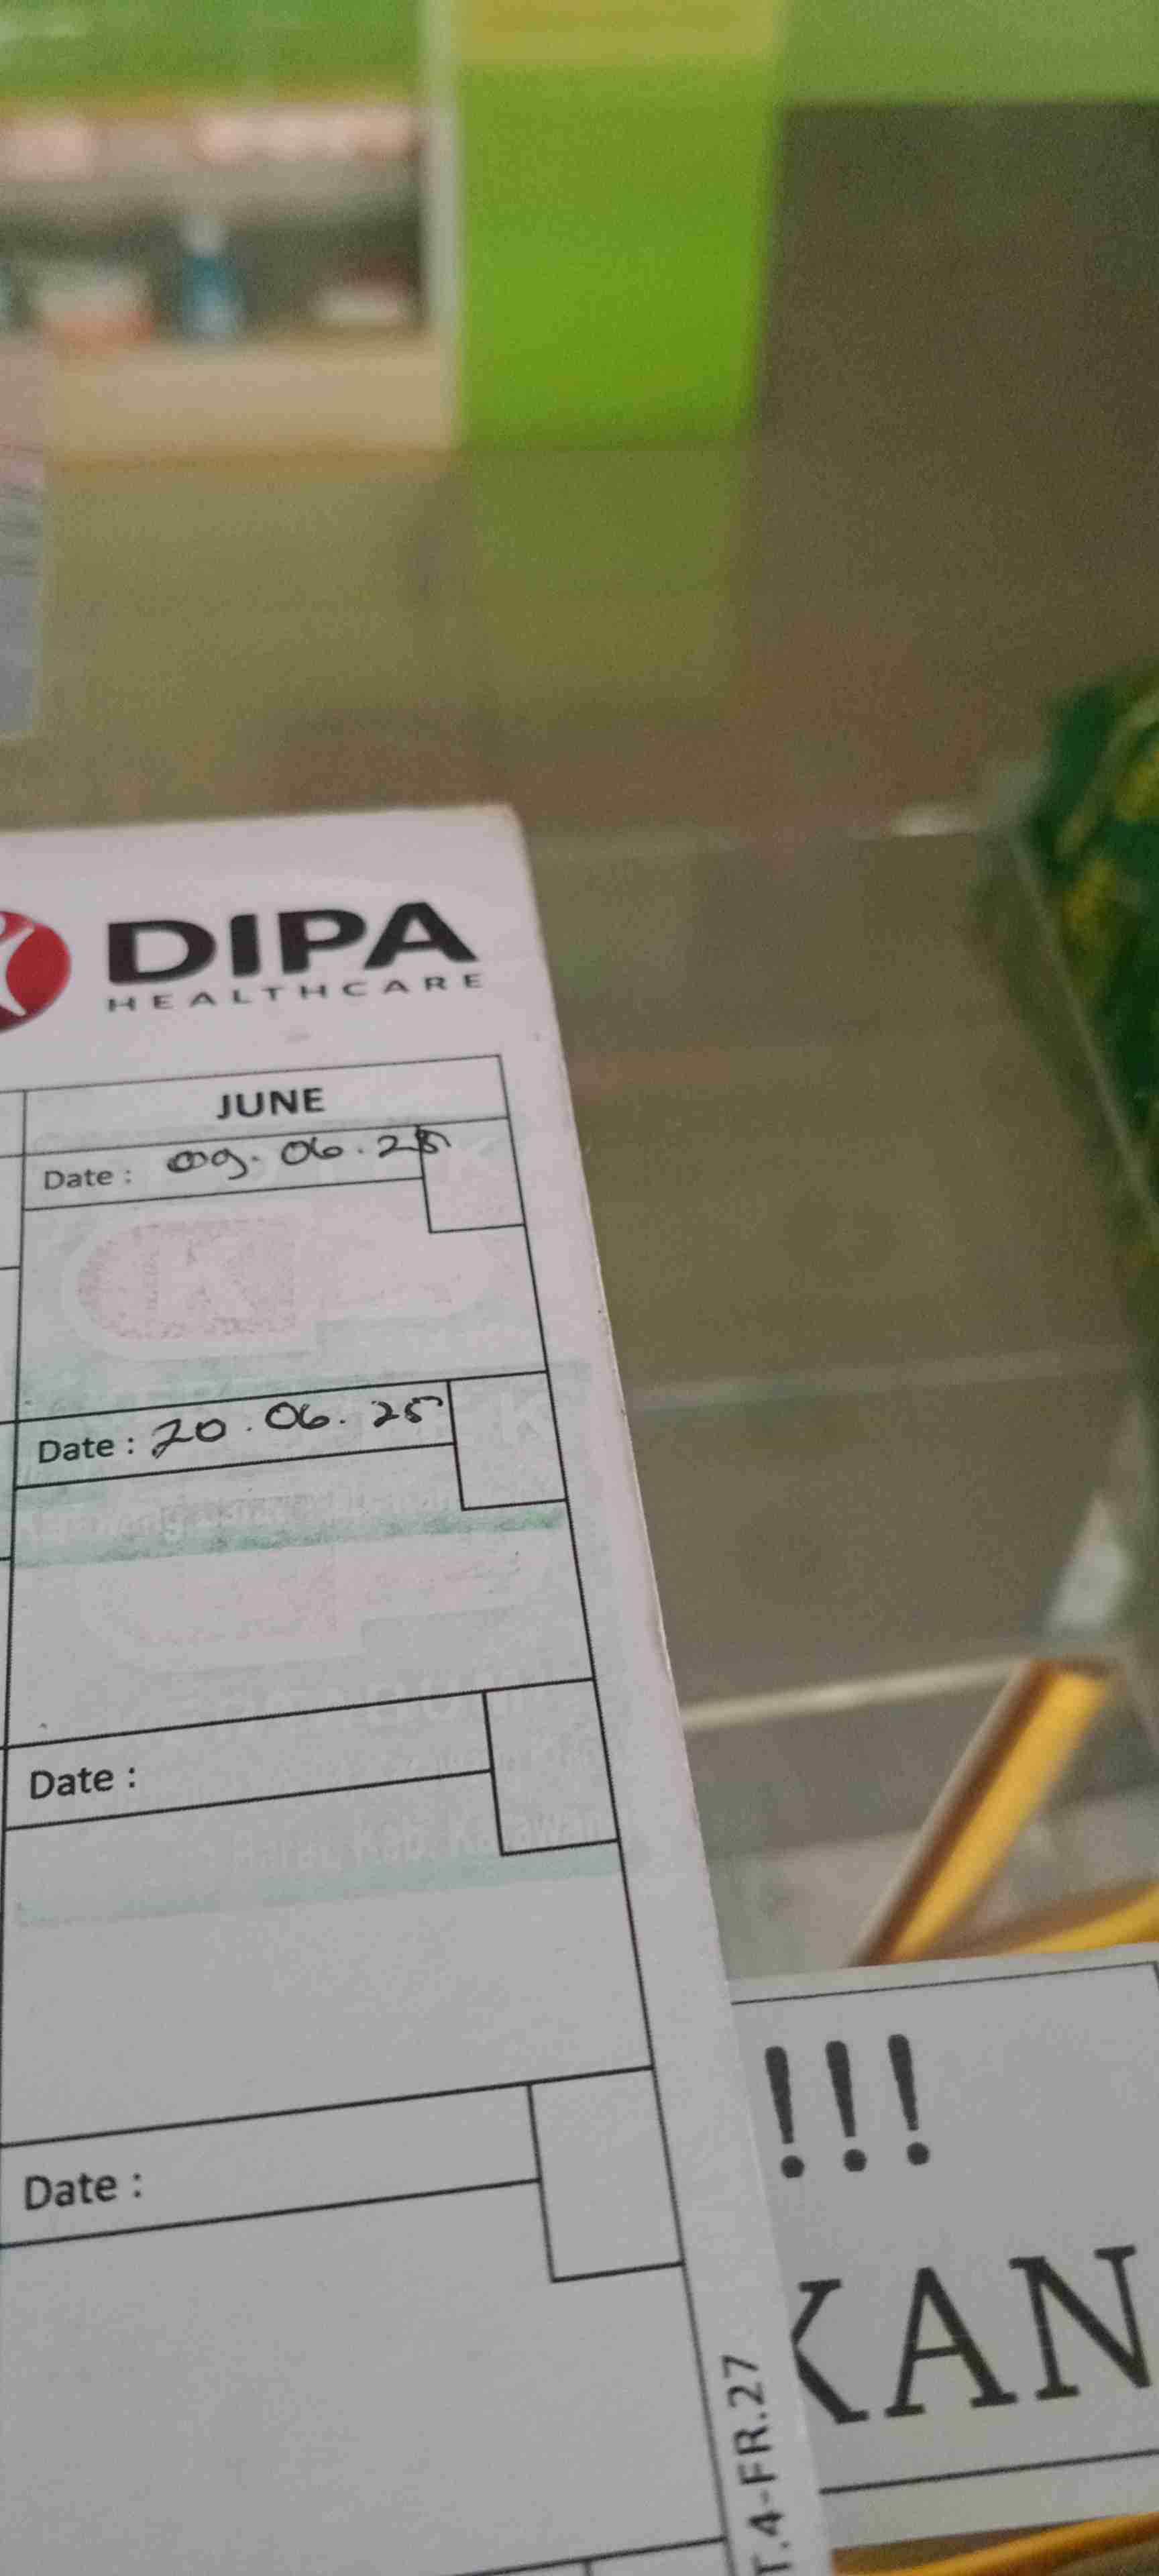 DIPA
HEALTHCARE
JUNE
Date : 09.06.25
Date : 20.06.25
Date :
Date :
!!!
KAN
T.4-FR.27